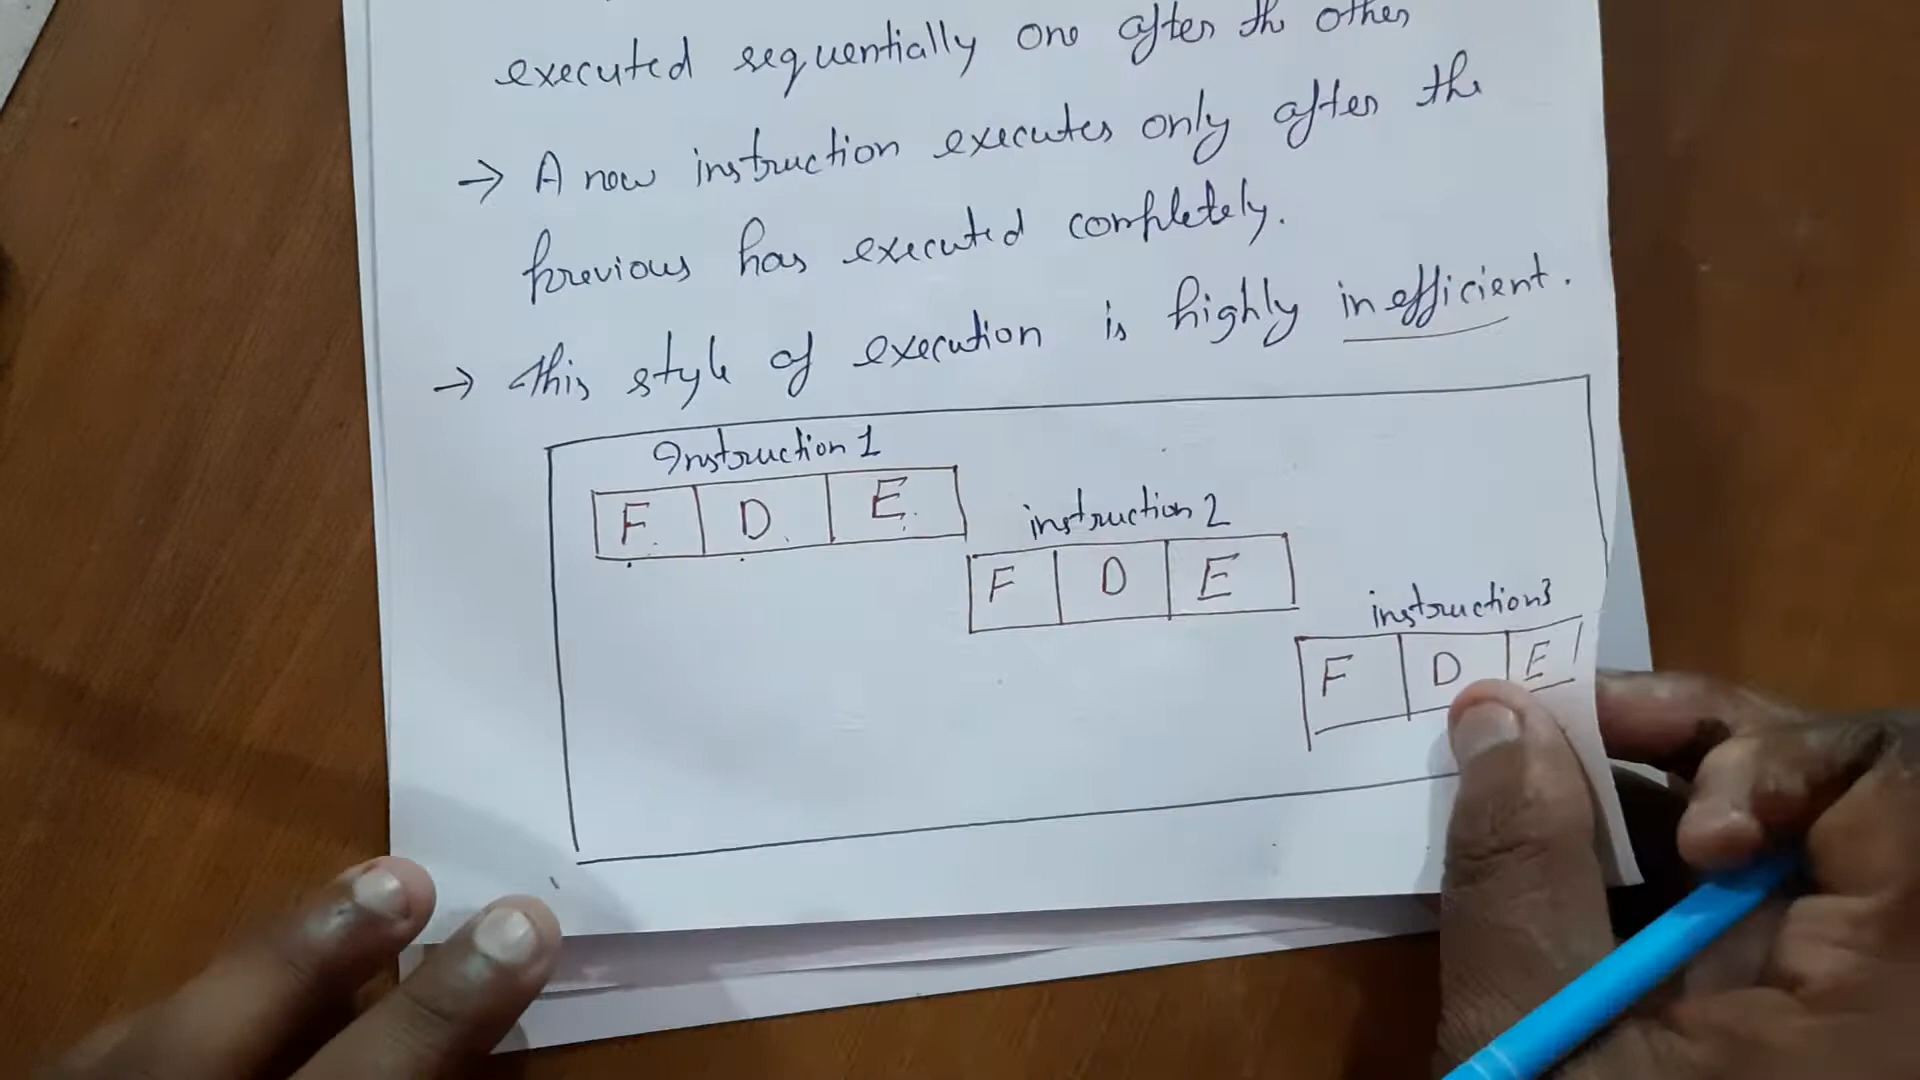 executed sequentially one after the other
→ A new instruction executes only after the
previous has executed completely.
→ This style of execution is highly inefficient.
Instruction 1
F D E
instruction 2
F D E
instruction3
F D E